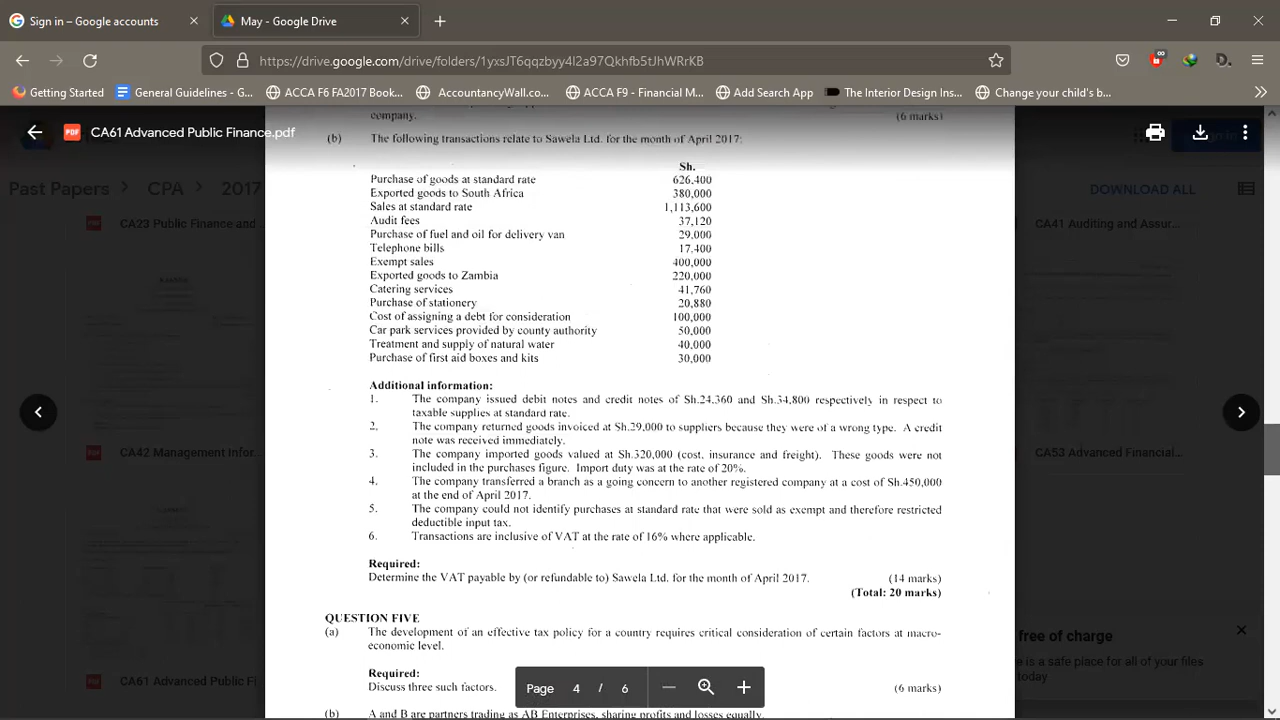 Sign in – Google accounts
May - Google Drive
https://drive.google.com/drive/folders/1yxsJT6qqzbyy4l2a97Qkhfb5tJhWRrKB
Getting Started
General Guidelines - G...
ACCA F6 FA2017 Book...
AccountancyWall.co...
ACCA F9 - Financial M...
Add Search App
The Interior Design Ins...
Change your child's b...
company. (6 marks)
CA61 Advanced Public Finance.pdf
(b) The following transactions relate to Sawela Ltd. for the month of April 2017:
Sh.
Past Papers > CPA > 2017
DOWNLOAD ALL
Purchase of goods at standard rate 626,400
Exported goods to South Africa 380,000
Sales at standard rate 1,113,600
Audit fees 37,120
CA23 Public Finance and
CA41 Auditing and Assur...
Purchase of fuel and oil for delivery van 29,000
Telephone bills 17,400
Exempt sales 400,000
Exported goods to Zambia 220,000
Catering services 41,760
Purchase of stationery 20,880
Cost of assigning a debt for consideration 100,000
Car park services provided by county authority 50,000
Treatment and supply of natural water 40,000
Purchase of first aid boxes and kits 30,000
Additional information:
1. The company issued debit notes and credit notes of Sh.24,360 and Sh.34,800 respectively in respect to
taxable supplies at standard rate.
2. The company returned goods invoiced at Sh.29,000 to suppliers because they were of a wrong type. A credit
note was received immediately.
3. The company imported goods valued at Sh.320,000 (cost, insurance and freight). These goods were not
included in the purchases figure. Import duty was at the rate of 20%.
CA42 Management Infor...
CA53 Advanced Financial...
4. The company transferred a branch as a going concern to another registered company at a cost of Sh.450,000
at the end of April 2017.
5. The company could not identify purchases at standard rate that were sold as exempt and therefore restricted
deductible input tax.
6. Transactions are inclusive of VAT at the rate of 16% where applicable.
Required:
Determine the VAT payable by (or refundable to) Sawela Ltd. for the month of April 2017. (14 marks)
(Total: 20 marks)
QUESTION FIVE
(a) The development of an effective tax policy for a country requires critical consideration of certain factors at macro-
economic level.
free of charge
e is a safe place for all of your files
today
Required:
Discuss three such factors. (6 marks)
CA61 Advanced Public Fi
Page 4 / 6
(b) A and B are partners trading as AB Enterprises, sharing profits and losses equally.